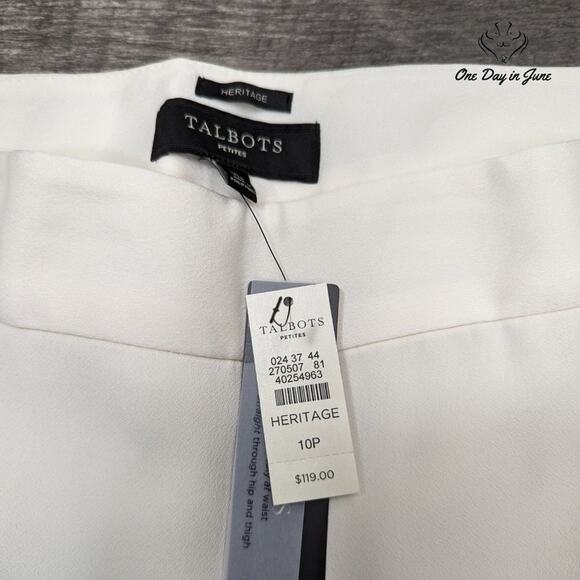 One Day in June
HERITAGE
TALBOTS
PETITES
TALBOTS
PETITES
024 37 44
270507 81
40254963
HERITAGE
10P
$119.00
at waist
straight through hip and thigh